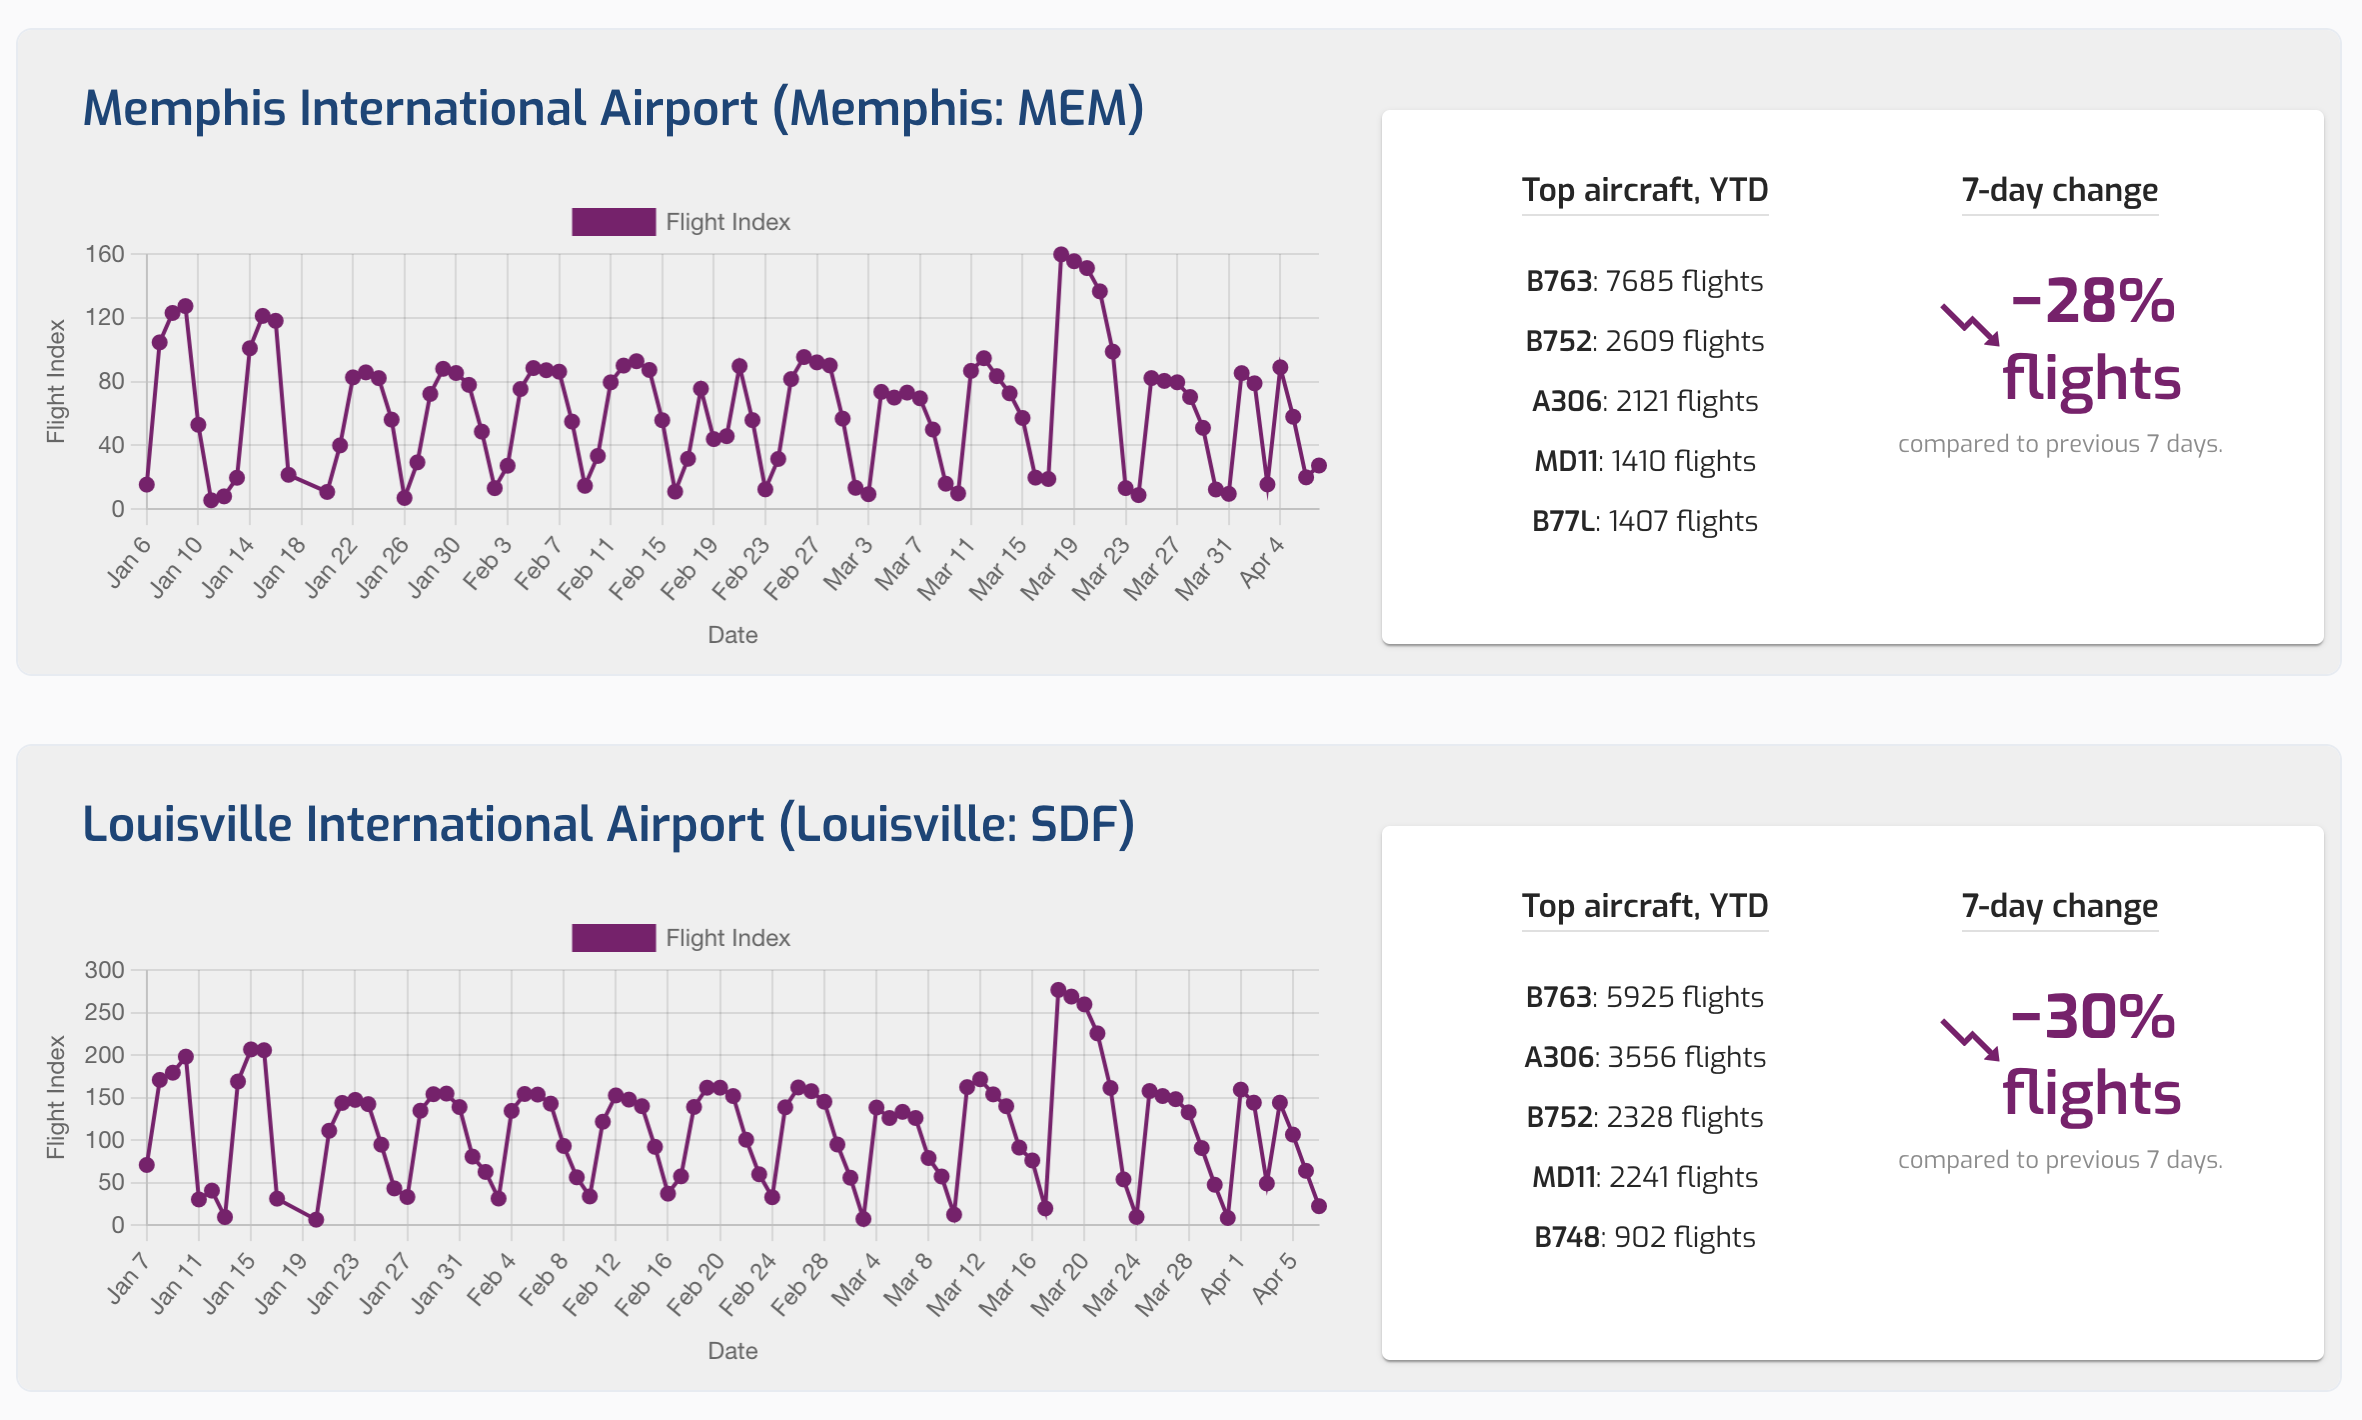 Memphis International Airport (Memphis: MEM)
Flight Index
160
120
80
40
0
Flight Index
Jan 6
Jan 10
Jan 14
Jan 18
Jan 22
Jan 26
Jan 30
Feb 3
Feb 7
Feb 11
Feb 15
Feb 19
Feb 23
Feb 27
Mar 3
Mar 7
Mar 11
Mar 15
Mar 19
Mar 23
Mar 27
Mar 31
Apr 4
Date
Top aircraft, YTD
B763: 7685 flights
B752: 2609 flights
A306: 2121 flights
MD11: 1410 flights
B77L: 1407 flights
7-day change
-28%
flights
compared to previous 7 days.
Louisville International Airport (Louisville: SDF)
Flight Index
300
250
200
150
100
50
0
Flight Index
Jan 7
Jan 11
Jan 15
Jan 19
Jan 23
Jan 27
Jan 31
Feb 4
Feb 8
Feb 12
Feb 16
Feb 20
Feb 24
Feb 28
Mar 4
Mar 8
Mar 12
Mar 16
Mar 20
Mar 24
Mar 28
Apr 1
Apr 5
Date
Top aircraft, YTD
B763: 5925 flights
A306: 3556 flights
B752: 2328 flights
MD11: 2241 flights
B748: 902 flights
7-day change
-30%
flights
compared to previous 7 days.